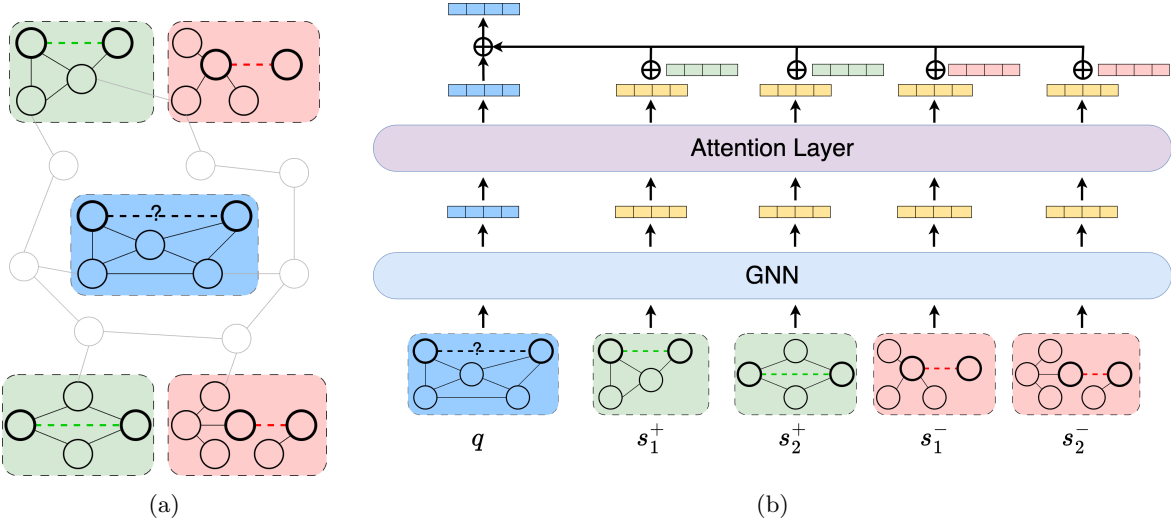 ?
(a)
Attention Layer
GNN
?
q s₁⁺ s₂⁺ s₁⁻ s₂⁻
(b)